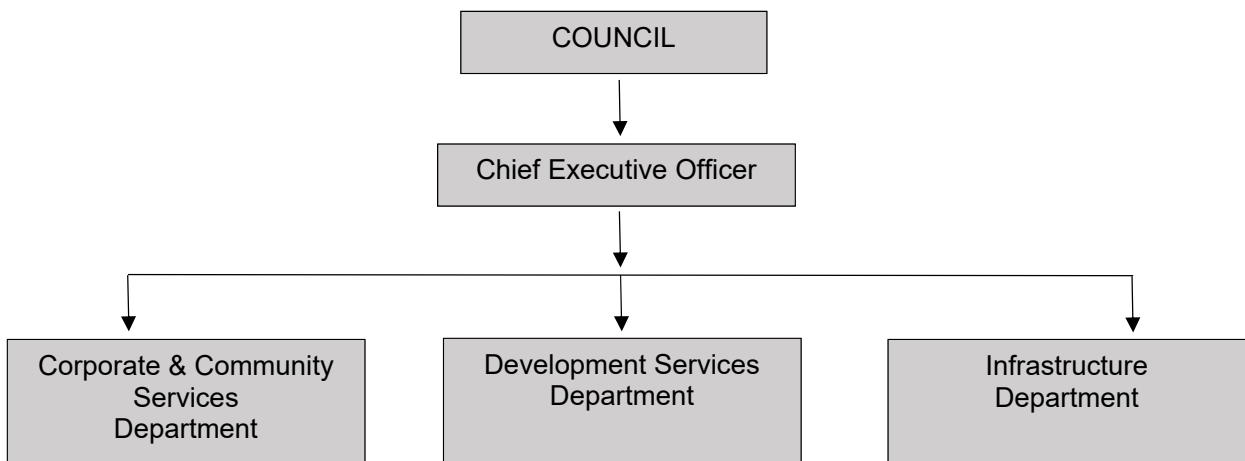 COUNCIL
Chief Executive Officer
Corporate & Community
Services
Department
Development Services
Department
Infrastructure
Department